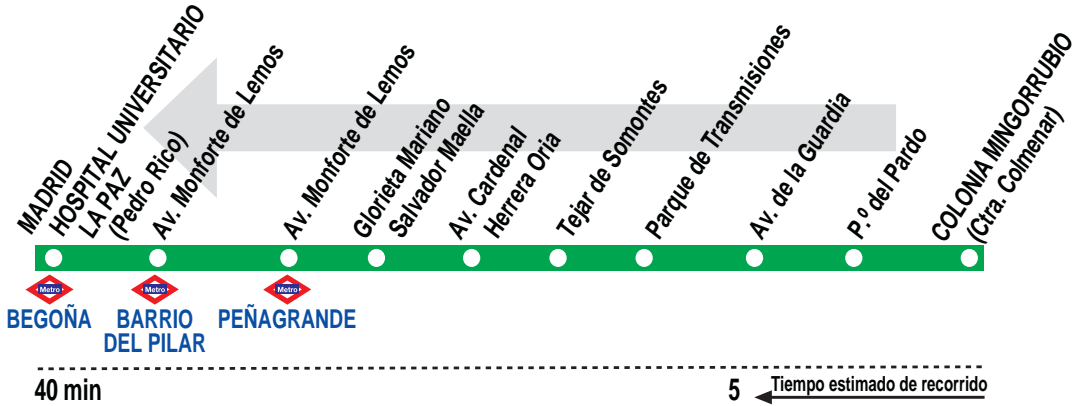 MADRID
HOSPITAL UNIVERSITARIO
LA PAZ
(Pedro Rico)
Av. Monforte de Lemos
Av. Monforte de Lemos
Glorieta Mariano
Salvador Maella
Av. Cardenal
Herrera Oria
Tejar de Somontes
Parque de Transmisiones
Av. de la Guardia
P.º del Pardo
COLONIA MINGORRUBIO
(Ctra. Colmenar)
Metro
BEGOÑA
Metro
BARRIO
DEL PILAR
Metro
PEÑAGRANDE
40 min
5
Tiempo estimado de recorrido